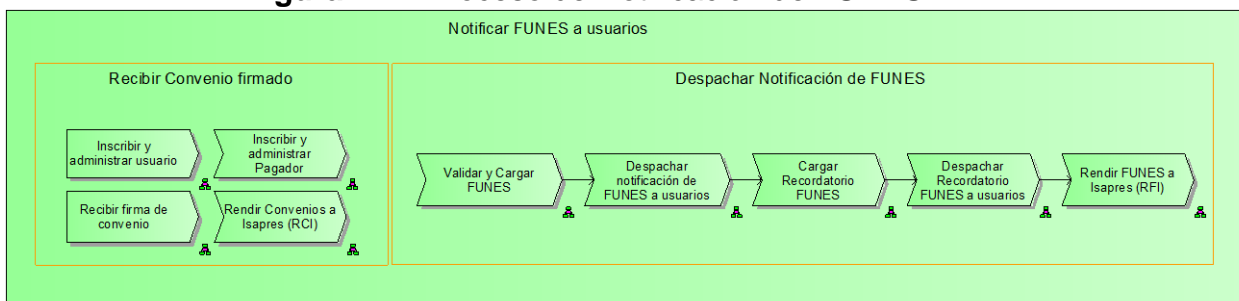 Notificar FUNES a usuarios
Recibir Convenio firmado
Inscribir y
administrar usuario
Inscribir y
administrar
Pagador
Recibir firma de
convenio
Rendir Convenios a
Isapres (RCI)
Despachar Notificación de FUNES
Validar y Cargar
FUNES
Despachar
notificación de
FUNES a usuarios
Cargar
Recordatorio
FUNES
Despachar
Recordatorio
FUNES a usuarios
Rendir FUNES a
Isapres (RFI)